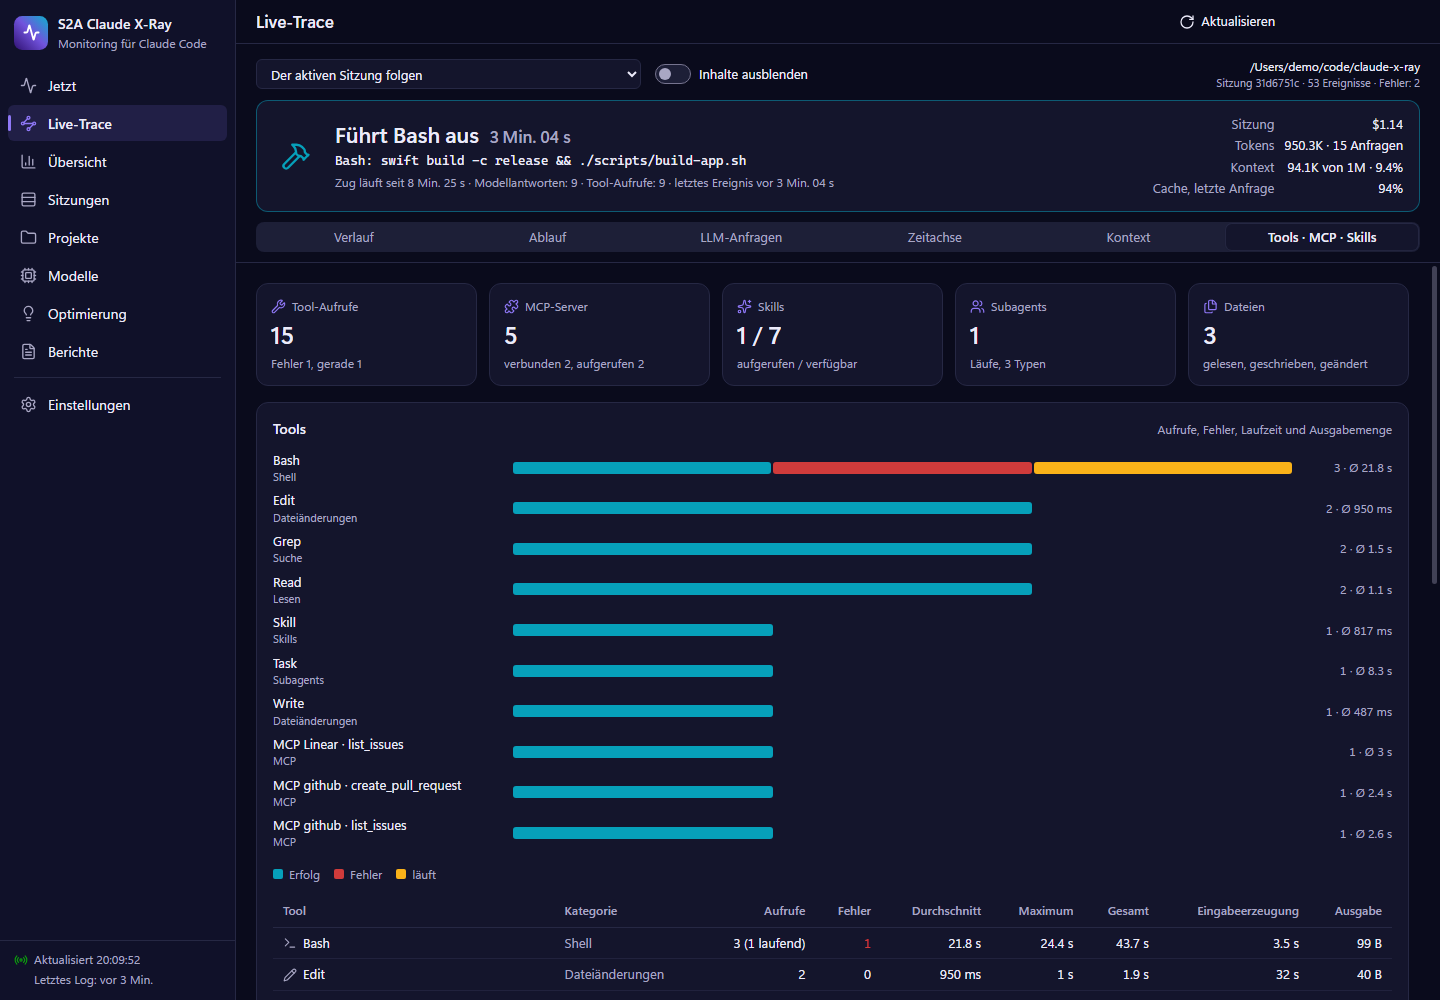 S2A Claude X-Ray
Monitoring für Claude Code
Jetzt
Live-Trace
Übersicht
Sitzungen
Projekte
Modelle
Optimierung
Berichte
Einstellungen
Aktualisiert 20:09:52
Letztes Log: vor 3 Min.
Live-Trace
Aktualisieren
Der aktiven Sitzung folgen
Inhalte ausblenden
/Users/demo/code/claude-x-ray
Sitzung 31d6751c · 53 Ereignisse · Fehler: 2
Führt Bash aus 3 Min. 04 s
Bash: swift build -c release && ./scripts/build-app.sh
Zug läuft seit 8 Min. 25 s · Modellantworten: 9 · Tool-Aufrufe: 9 · letztes Ereignis vor 3 Min. 04 s
Sitzung $1.14
Tokens 950.3K · 15 Anfragen
Kontext 94.1K von 1M · 9.4%
Cache, letzte Anfrage 94%
Verlauf Ablauf LLM-Anfragen Zeitachse Kontext Tools · MCP · Skills
Tool-Aufrufe
15
Fehler 1, gerade 1
MCP-Server
5
verbunden 2, aufgerufen 2
Skills
1 / 7
aufgerufen / verfügbar
Subagents
1
Läufe, 3 Typen
Dateien
3
gelesen, geschrieben, geändert
Tools
Aufrufe, Fehler, Laufzeit und Ausgabemenge
Bash
Shell
3 · Ø 21.8 s
Edit
Dateiänderungen
2 · Ø 950 ms
Grep
Suche
2 · Ø 1.5 s
Read
Lesen
2 · Ø 1.1 s
Skill
Skills
1 · Ø 817 ms
Task
Subagents
1 · Ø 8.3 s
Write
Dateiänderungen
1 · Ø 487 ms
MCP Linear · list_issues
MCP
1 · Ø 3 s
MCP github · create_pull_request
MCP
1 · Ø 2.4 s
MCP github · list_issues
MCP
1 · Ø 2.6 s
Erfolg Fehler läuft
Tool Kategorie Aufrufe Fehler Durchschnitt Maximum Gesamt Eingabeerzeugung Ausgabe
Bash Shell 3 (1 laufend) 1 21.8 s 24.4 s 43.7 s 3.5 s 99 B
Edit Dateiänderungen 2 0 950 ms 1 s 1.9 s 32 s 40 B